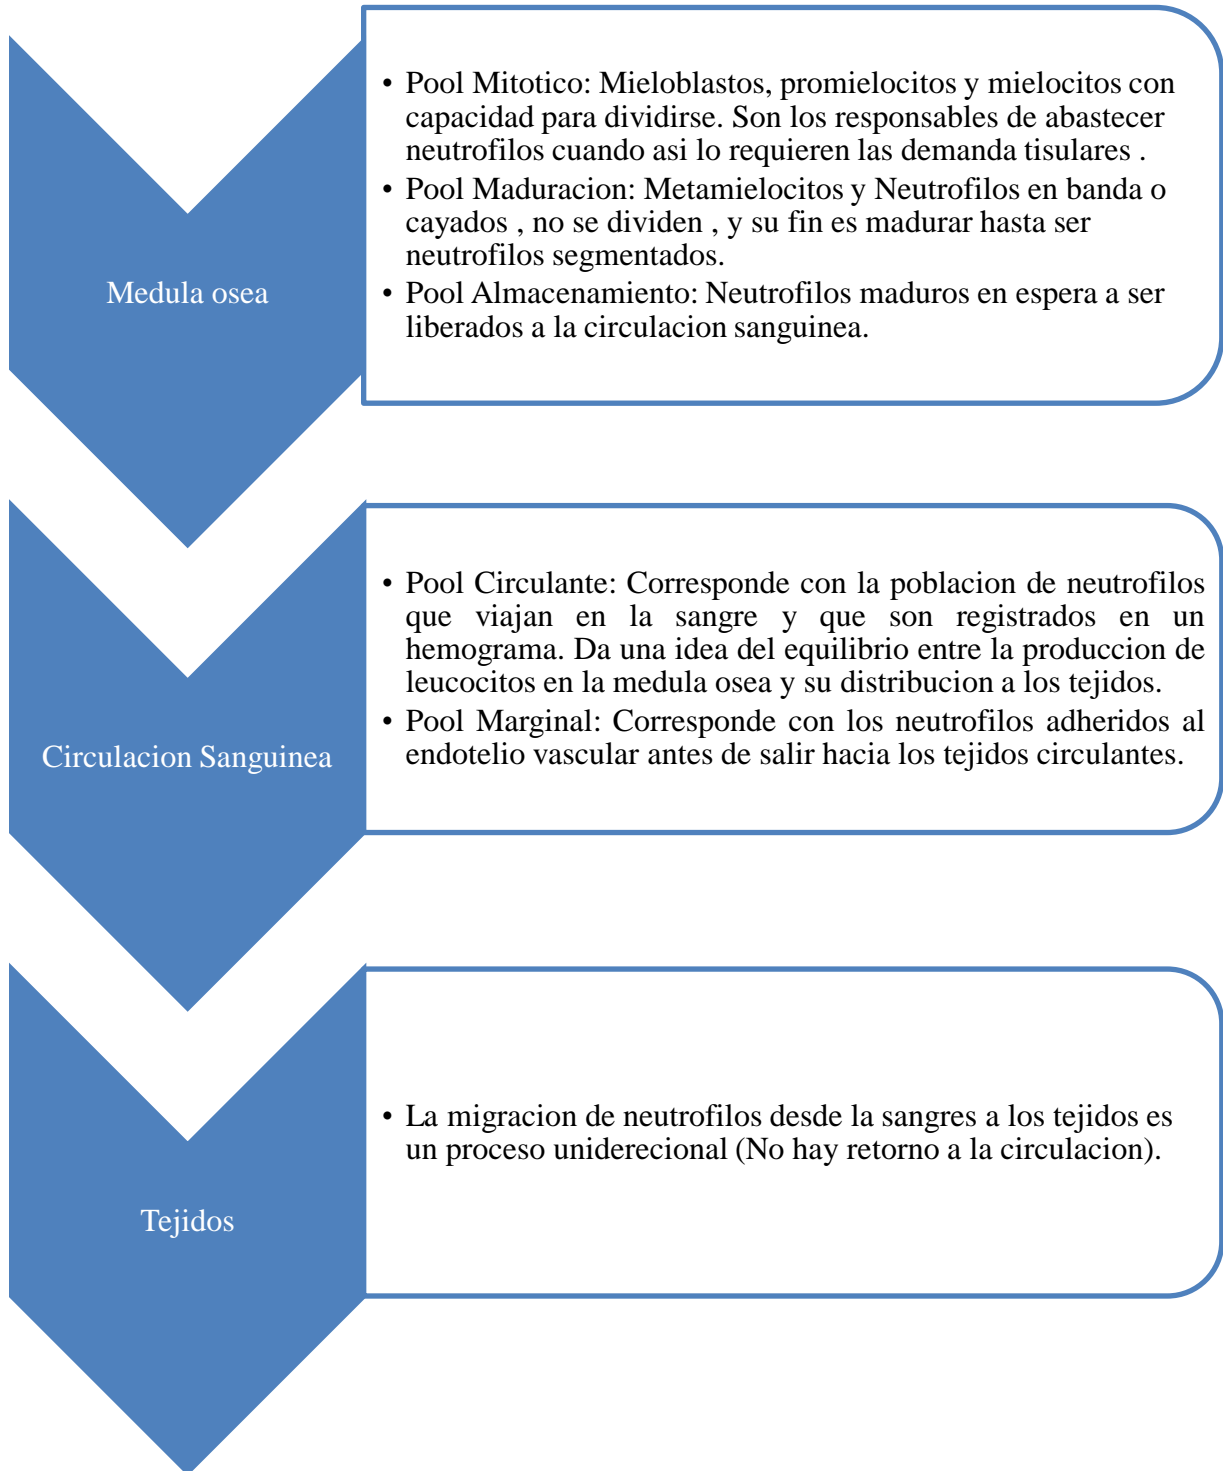 Medula osea
• Pool Mitotico: Mieloblastos, promielocitos y mielocitos con
capacidad para dividirse. Son los responsables de abastecer
neutrofilos cuando asi lo requieren las demanda tisulares .
• Pool Maduracion: Metamielocitos y Neutrofilos en banda o
cayados , no se dividen , y su fin es madurar hasta ser
neutrofilos segmentados.
• Pool Almacenamiento: Neutrofilos maduros en espera a ser
liberados a la circulacion sanguinea.
Circulacion Sanguinea
• Pool Circulante: Corresponde con la poblacion de neutrofilos
que viajan en la sangre y que son registrados en un
hemograma. Da una idea del equilibrio entre la produccion de
leucocitos en la medula osea y su distribucion a los tejidos.
• Pool Marginal: Corresponde con los neutrofilos adheridos al
endotelio vascular antes de salir hacia los tejidos circulantes.
Tejidos
• La migracion de neutrofilos desde la sangres a los tejidos es
un proceso uniderecional (No hay retorno a la circulacion).